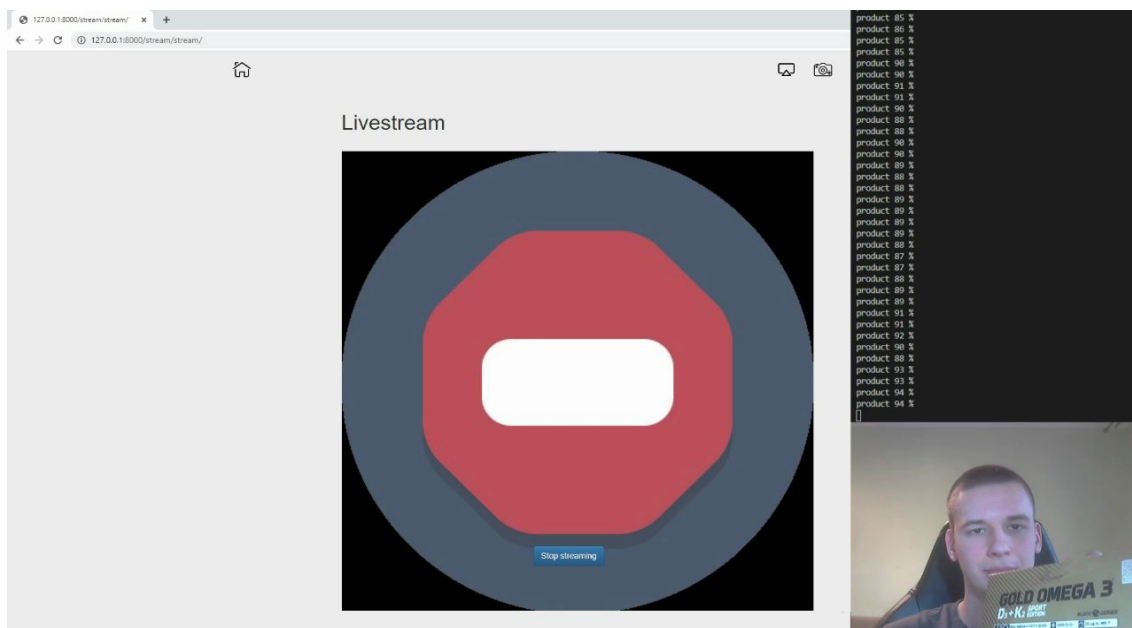 127.0.0.1:8000/stream/stream/
127.0.0.1:8000/stream/stream/
Livestream
Stop streaming
product 85 %
product 86 %
product 85 %
product 85 %
product 90 %
product 90 %
product 91 %
product 91 %
product 90 %
product 88 %
product 88 %
product 90 %
product 90 %
product 89 %
product 88 %
product 88 %
product 89 %
product 89 %
product 89 %
product 89 %
product 88 %
product 87 %
product 87 %
product 88 %
product 89 %
product 89 %
product 91 %
product 91 %
product 92 %
product 90 %
product 88 %
product 93 %
product 93 %
product 94 %
product 94 %
GOLD OMEGA 3
D3+K2 SPORT
EDITION